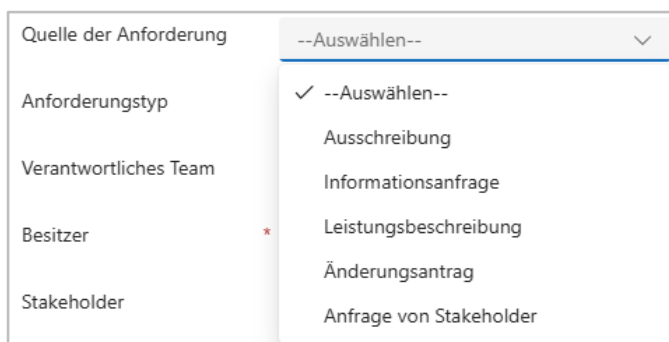 Quelle der Anforderung
--Auswählen--
Anforderungstyp
--Auswählen--
Ausschreibung
Verantwortliches Team
Informationsanfrage
Besitzer *
Leistungsbeschreibung
Änderungsantrag
Stakeholder
Anfrage von Stakeholder